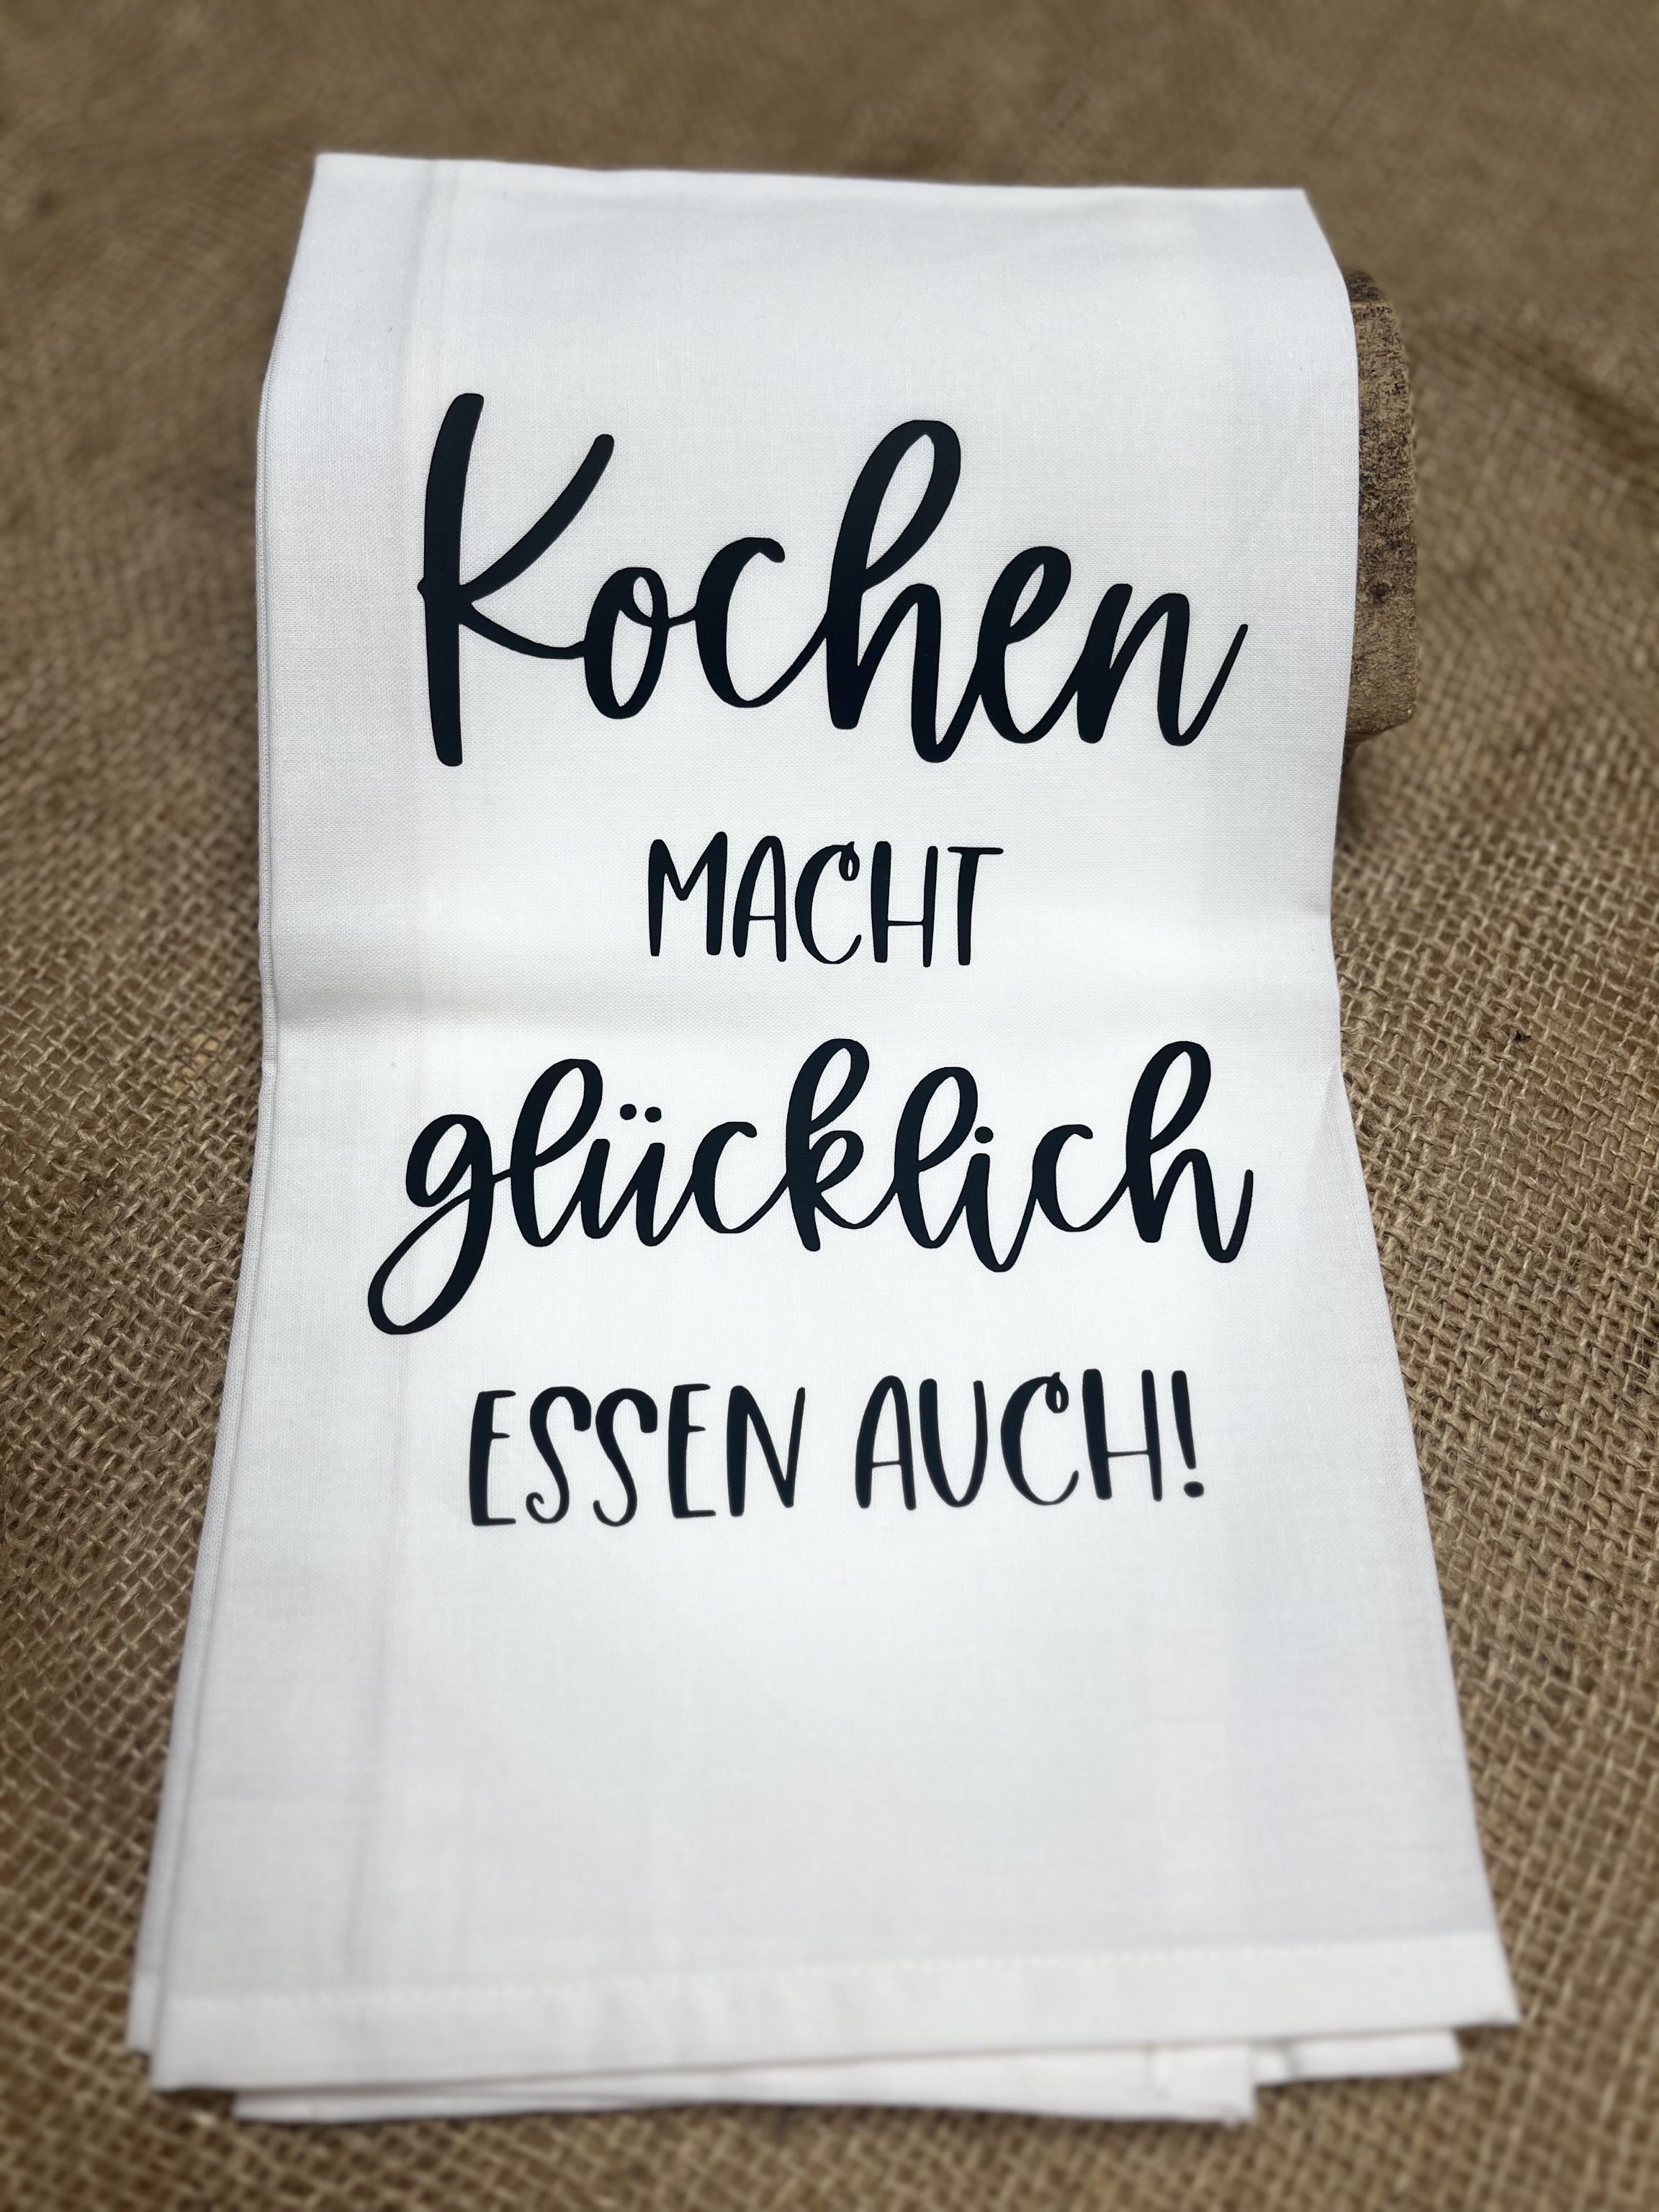 Kochen
MACHT
glücklich
ESSEN AUCH!